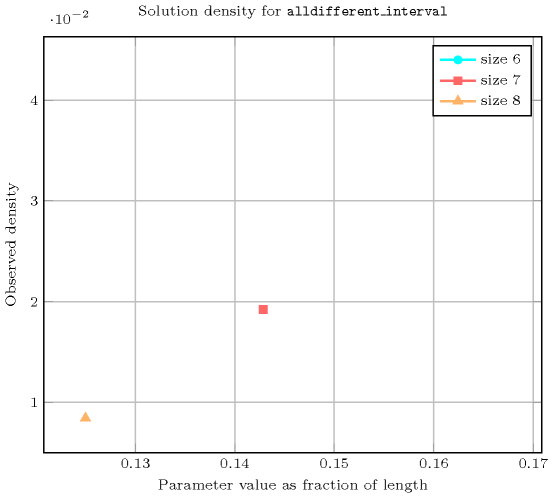 Solution density for alldifferent_interval
·10−2
size 6
size 7
size 8
4
3
2
1
Observed density
0.13 0.14 0.15 0.16 0.17
Parameter value as fraction of length